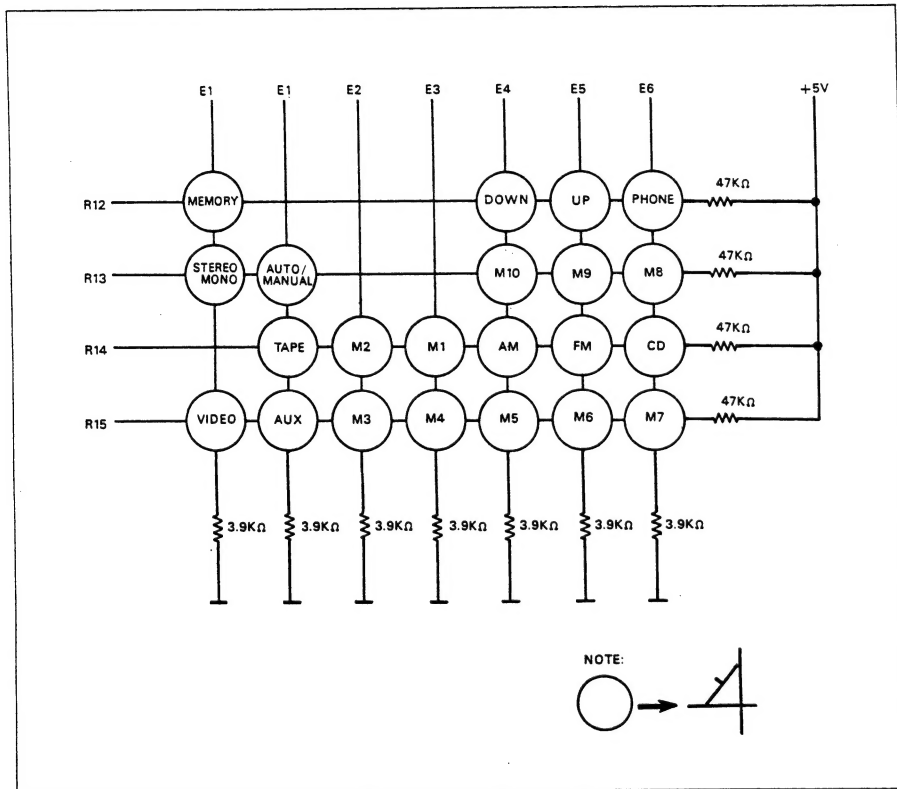 E1 E1 E2 E3 E4 E5 E6 +5V
47KΩ
R12 MEMORY DOWN UP PHONE
47KΩ
R13 STEREO MONO AUTO/ MANUAL M10 M9 M8
47KΩ
R14 TAPE M2 M1 AM FM CD
47KΩ
R15 VIDEO AUX M3 M4 M5 M6 M7
3.9KΩ 3.9KΩ 3.9KΩ 3.9KΩ 3.9KΩ 3.9KΩ 3.9KΩ
NOTE: